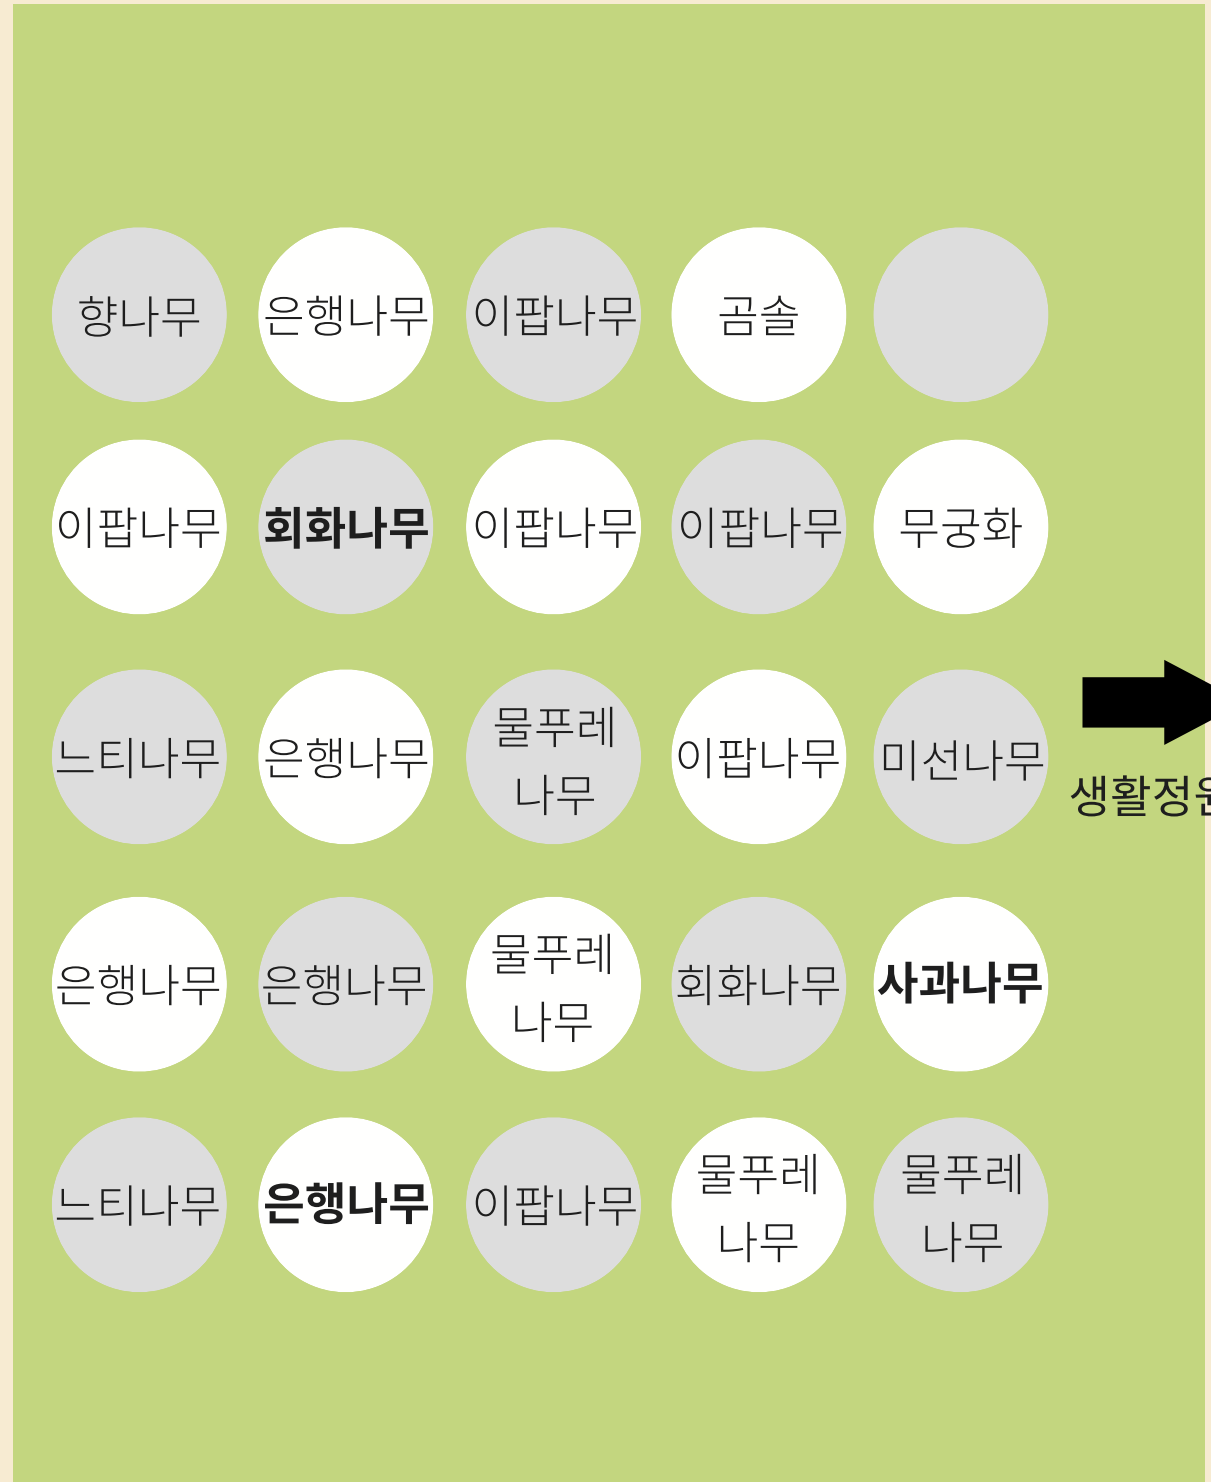 향나무 은행나무 이팝나무 곰솔
이팝나무 회화나무 이팝나무 이팝나무 무궁화
느티나무 은행나무 물푸레 나무 이팝나무 미선나무
생활정원
은행나무 은행나무 물푸레 나무 회화나무 사과나무
느티나무 은행나무 이팝나무 물푸레 나무 물푸레 나무